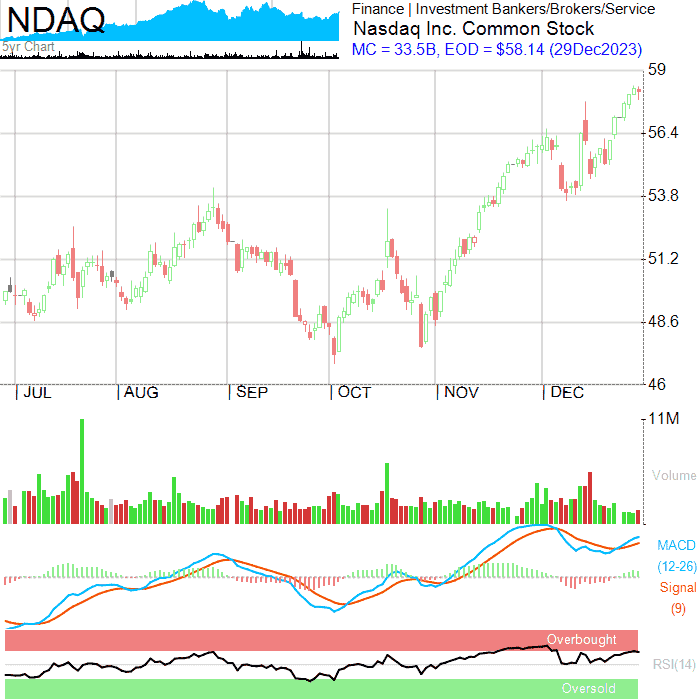 NDAQ
5yr Chart
Finance | Investment Bankers/Brokers/Service
Nasdaq Inc. Common Stock
MC = 33.5B, EOD = $58.14 (29Dec2023)
59
56.4
53.8
51.2
48.6
46
JUL AUG SEP OCT NOV DEC
11M
Volume
MACD
(12-26)
Signal
(9)
Overbought
RSI(14)
Oversold